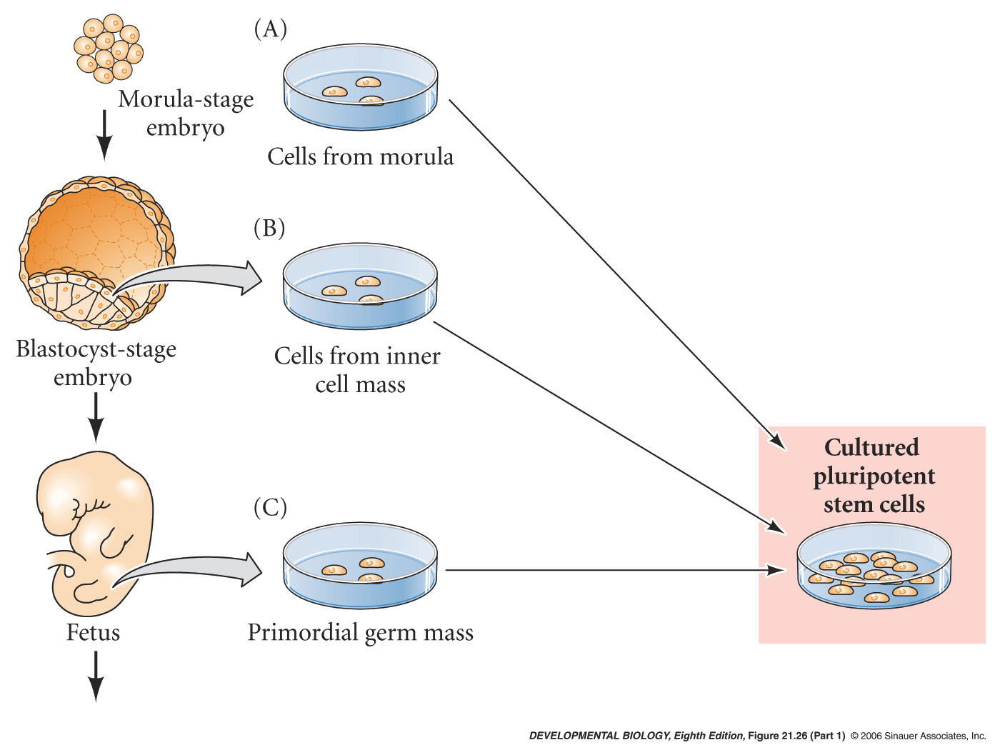 (A)
Morula-stage
embryo
Cells from morula
(B)
Blastocyst-stage
embryo
Cells from inner
cell mass
Cultured
pluripotent
stem cells
(C)
Fetus
Primordial germ mass
DEVELOPMENTAL BIOLOGY, Eighth Edition, Figure 21.26 (Part 1) © 2006 Sinauer Associates, Inc.